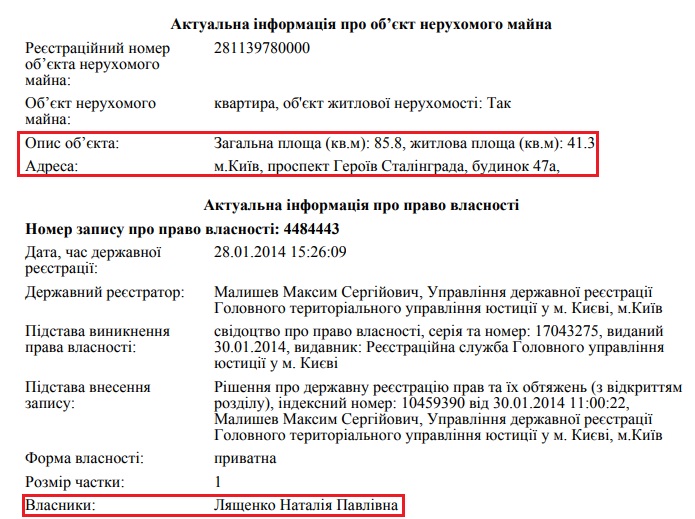 Актуальна інформація про об’єкт нерухомого майна
Реєстраційний номер 281139780000
об’єкта нерухомого
майна:
Об’єкт нерухомого квартира, об'єкт житлової нерухомості: Так
майна:
Опис об’єкта: Загальна площа (кв.м): 85.8, житлова площа (кв.м): 41.3
Адреса: м.Київ, проспект Героїв Сталінграда, будинок 47а,
Актуальна інформація про право власності
Номер запису про право власності: 4484443
Дата, час державної 28.01.2014 15:26:09
реєстрації:
Державний реєстратор: Малишев Максим Сергійович, Управління державної реєстрації
Головного територіального управління юстиції у м. Києві, м.Київ
Підстава виникнення свідоцтво про право власності, серія та номер: 17043275, виданий
права власності: 30.01.2014, видавник: Реєстраційна служба Головного управління
юстиції у м. Києві
Підстава внесення Рішення про державну реєстрацію прав та їх обтяжень (з відкриттям
запису: розділу), індексний номер: 10459390 від 30.01.2014 11:00:22,
Малишев Максим Сергійович, Управління державної реєстрації
Головного територіального управління юстиції у м. Києві, м.Київ
Форма власності: приватна
Розмір частки: 1
Власники: Лященко Наталія Павлівна